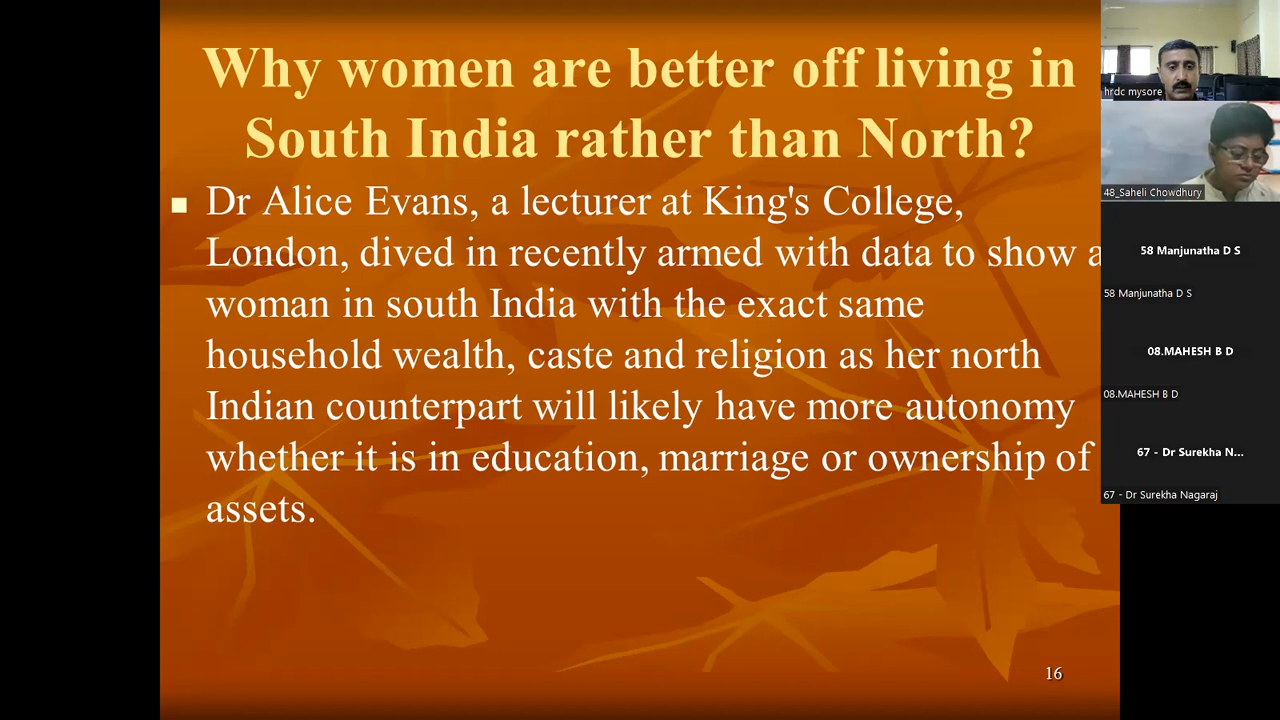 Why women are better off living in
South India rather than North?
Dr Alice Evans, a lecturer at King's College,
London, dived in recently armed with data to show a
woman in south India with the exact same
household wealth, caste and religion as her north
Indian counterpart will likely have more autonomy
whether it is in education, marriage or ownership of
assets.
16
hrdc mysore
48_Saheli Chowdhury
58 Manjunatha D S
58 Manjunatha D S
08.MAHESH B D
08.MAHESH B D
67 - Dr Surekha N...
67 - Dr Surekha Nagaraj